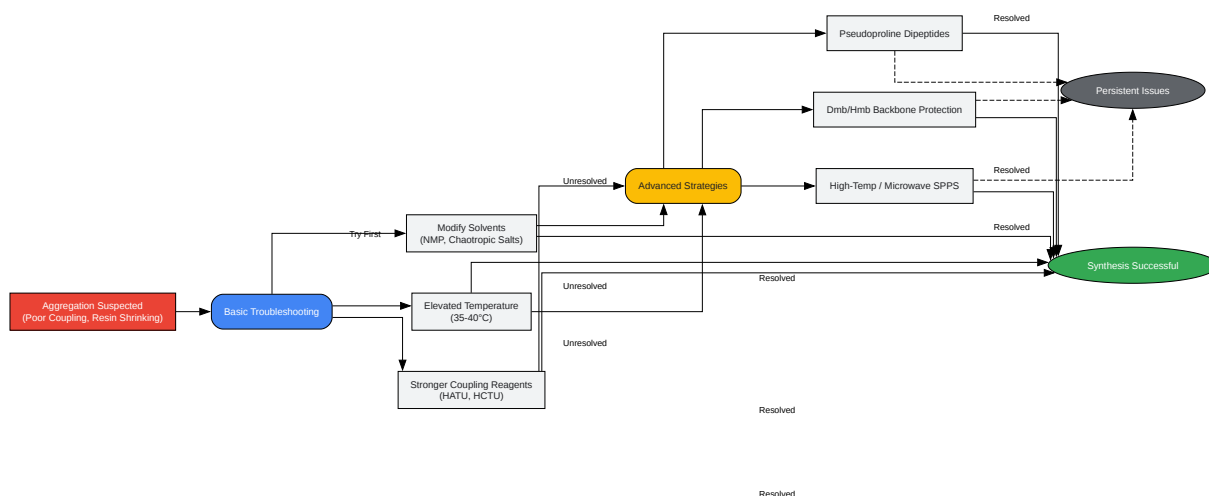 Resolved
Pseudoproline Dipeptides
Persistent Issues
Dmb/Hmb Backbone Protection
Resolved
Unresolved
Advanced Strategies
High-Temp / Microwave SPPS
Modify Solvents
(NMP, Chaotropic Salts)
Try First
Resolved
Synthesis Successful
Resolved
Unresolved
Aggregation Suspected
(Poor Coupling, Resin Shrinking)
Basic Troubleshooting
Elevated Temperature
(35-40°C)
Unresolved
Stronger Coupling Reagents
(HATU, HCTU)
Resolved
Resolved